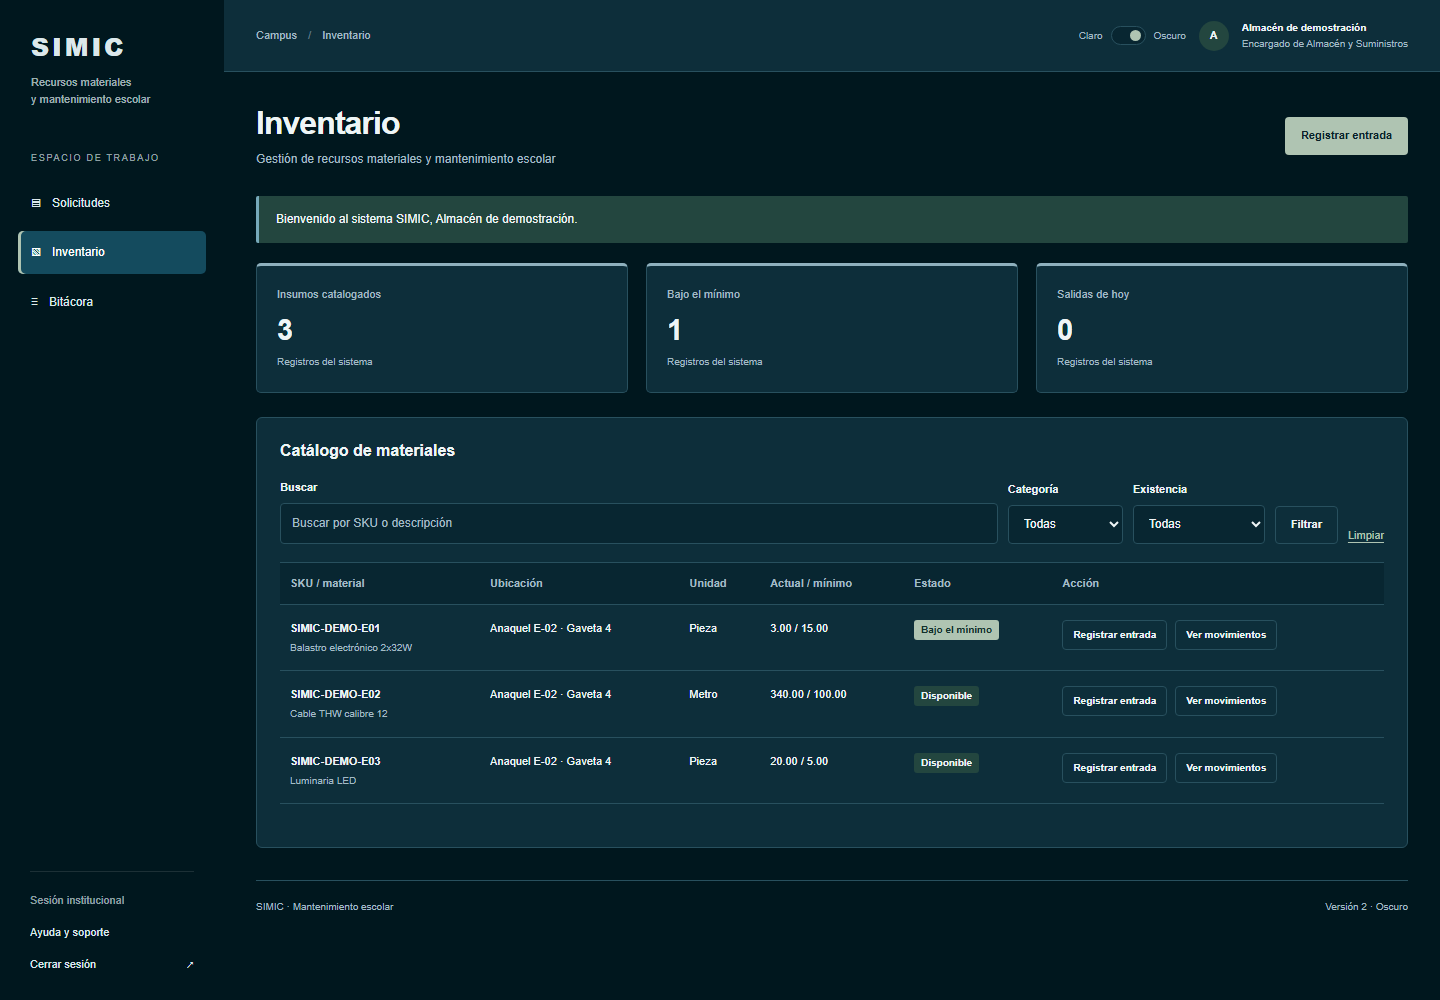 SIMIC
Recursos materiales
y mantenimiento escolar
ESPACIO DE TRABAJO
Solicitudes
Inventario
Bitácora
Sesión institucional
Ayuda y soporte
Cerrar sesión ↗
Campus / Inventario
Claro Oscuro
A
Almacén de demostración
Encargado de Almacén y Suministros
Inventario
Gestión de recursos materiales y mantenimiento escolar
Registrar entrada
Bienvenido al sistema SIMIC, Almacén de demostración.
Insumos catalogados
3
Registros del sistema
Bajo el mínimo
1
Registros del sistema
Salidas de hoy
0
Registros del sistema
Catálogo de materiales
Buscar
Buscar por SKU o descripción
Categoría
Todas
Existencia
Todas
Filtrar
Limpiar
SKU / material Ubicación Unidad Actual / mínimo Estado Acción
SIMIC-DEMO-E01 Anaquel E-02 · Gaveta 4 Pieza 3.00 / 15.00 Bajo el mínimo Registrar entrada Ver movimientos
Balastro electrónico 2x32W
SIMIC-DEMO-E02 Anaquel E-02 · Gaveta 4 Metro 340.00 / 100.00 Disponible Registrar entrada Ver movimientos
Cable THW calibre 12
SIMIC-DEMO-E03 Anaquel E-02 · Gaveta 4 Pieza 20.00 / 5.00 Disponible Registrar entrada Ver movimientos
Luminaria LED
SIMIC · Mantenimiento escolar
Versión 2 · Oscuro